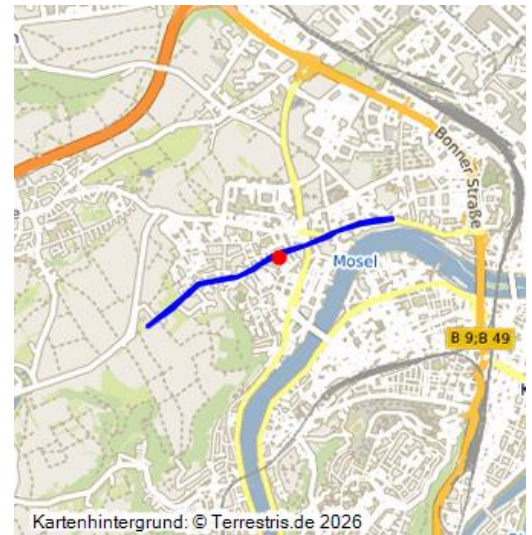 Bonner Straße
Mosel
B 9;B 49
K
Kartenhintergrund: © Terrestris.de 2026